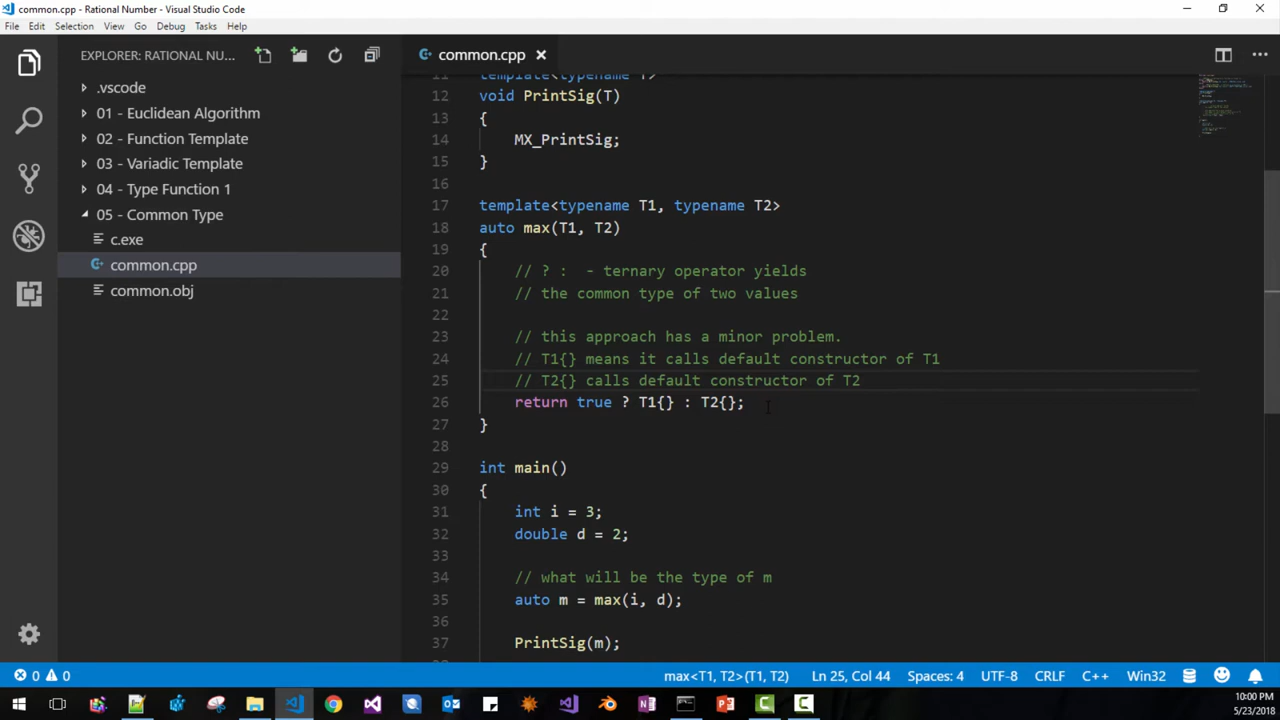 common.cpp - Rational Number - Visual Studio Code
File Edit Selection View Go Debug Tasks Help
EXPLORER: RATIONAL NU...
common.cpp
.vscode
01 - Euclidean Algorithm
02 - Function Template
03 - Variadic Template
04 - Type Function 1
05 - Common Type
c.exe
common.cpp
common.obj
11 template<typename T>
12 void PrintSig(T)
13 {
14 MX_PrintSig;
15 }
16
17 template<typename T1, typename T2>
18 auto max(T1, T2)
19 {
20 // ? :  - ternary operator yields
21 // the common type of two values
22
23 // this approach has a minor problem.
24 // T1{} means it calls default constructor of T1
25 // T2{} calls default constructor of T2
26 return true ? T1{} : T2{};
27 }
28
29 int main()
30 {
31 int i = 3;
32 double d = 2;
33
34 // what will be the type of m
35 auto m = max(i, d);
36
37 PrintSig(m);
0 0 max<T1, T2>(T1, T2) Ln 25, Col 44 Spaces: 4 UTF-8 CRLF C++ Win32
10:00 PM
5/23/2018